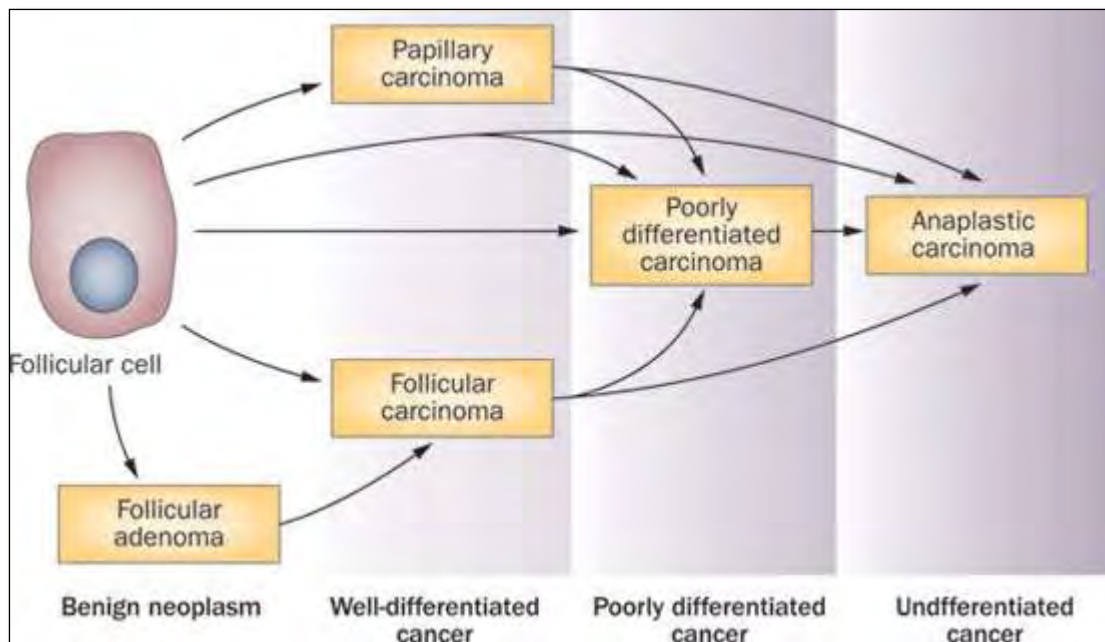 Papillary
carcinoma
Poorly
differentiated
carcinoma
Anaplastic
carcinoma
Follicular cell
Follicular
carcinoma
Follicular
adenoma
Benign neoplasm
Well-differentiated
cancer
Poorly differentiated
cancer
Undfferentiated
cancer